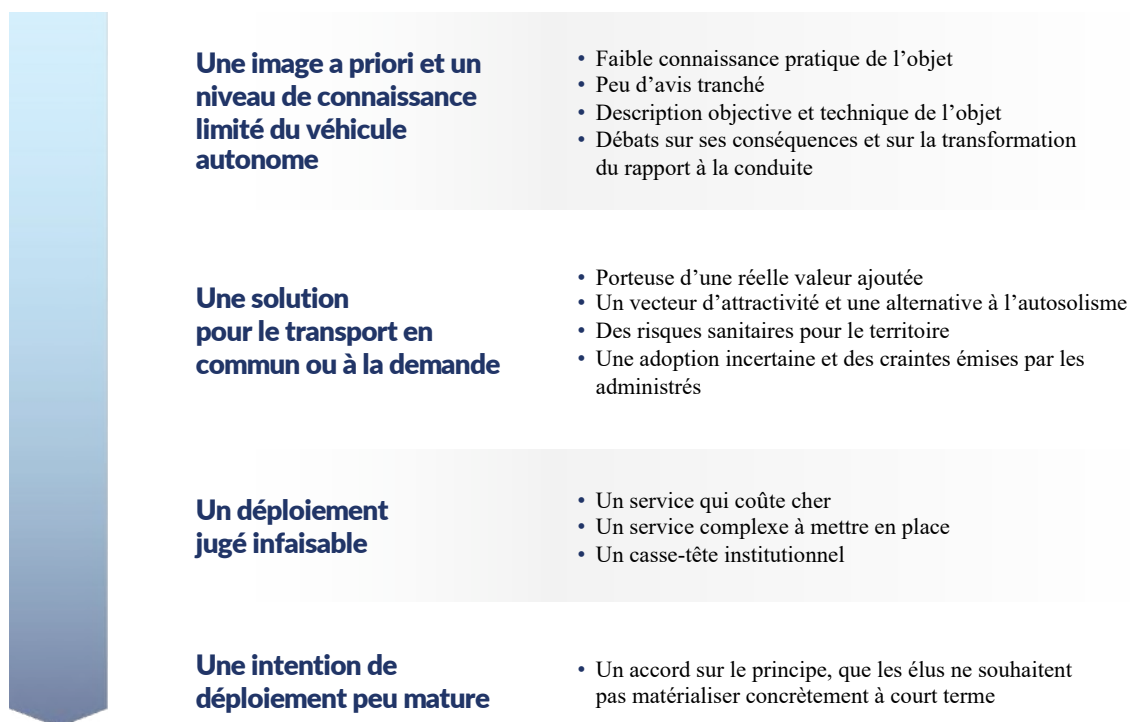 Une image a priori et un
niveau de connaissance
limité du véhicule
autonome
• Faible connaissance pratique de l’objet
• Peu d’avis tranché
• Description objective et technique de l’objet
• Débats sur ses conséquences et sur la transformation
du rapport à la conduite
Une solution
pour le transport en
commun ou à la demande
• Porteuse d’une réelle valeur ajoutée
• Un vecteur d’attractivité et une alternative à l’autosolisme
• Des risques sanitaires pour le territoire
• Une adoption incertaine et des craintes émises par les
administrés
Un déploiement
jugé infaisable
• Un service qui coûte cher
• Un service complexe à mettre en place
• Un casse-tête institutionnel
Une intention de
déploiement peu mature
• Un accord sur le principe, que les élus ne souhaitent
pas matérialiser concrètement à court terme